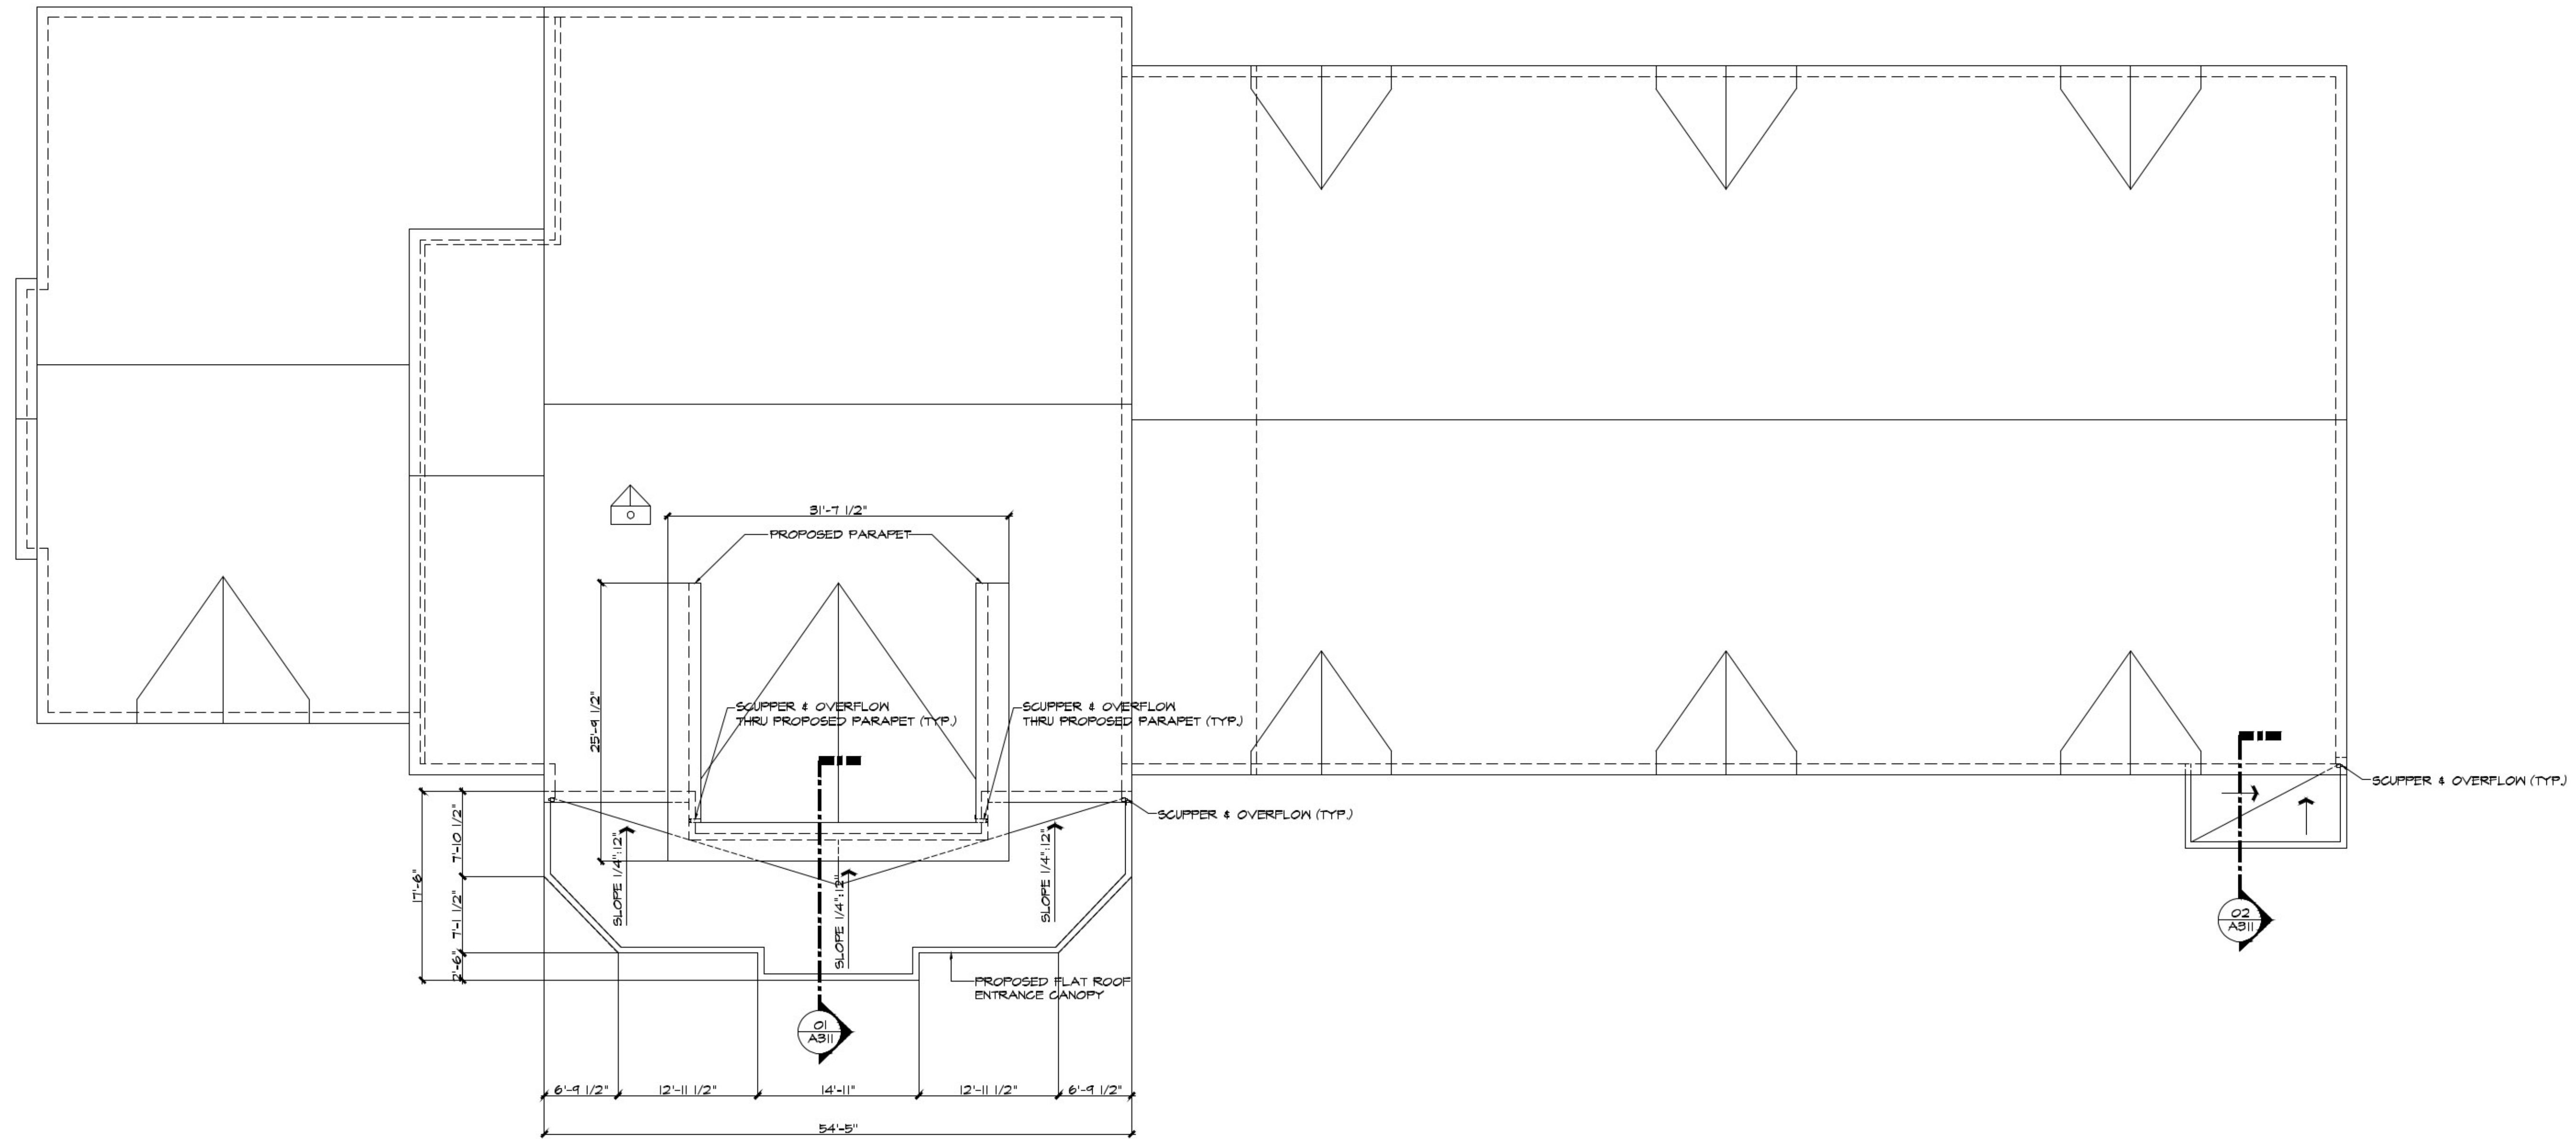 31'-7 1/2"
PROPOSED PARAPET
25'-9 1/2"
SCUPPER & OVERFLOW
THRU PROPOSED PARAPET (TYP.)
SCUPPER & OVERFLOW
THRU PROPOSED PARAPET (TYP.)
SCUPPER & OVERFLOW (TYP.)
SCUPPER & OVERFLOW (TYP.)
17'-6"
7'-10 1/2"
7'-1 1/2"
2'-6"
SLOPE 1/4":12"
SLOPE 1/4":12"
SLOPE 1/4":12"
PROPOSED FLAT ROOF
ENTRANCE CANOPY
01
A311
02
A311
6'-9 1/2"
12'-11 1/2"
14'-11"
12'-11 1/2"
6'-9 1/2"
54'-5"